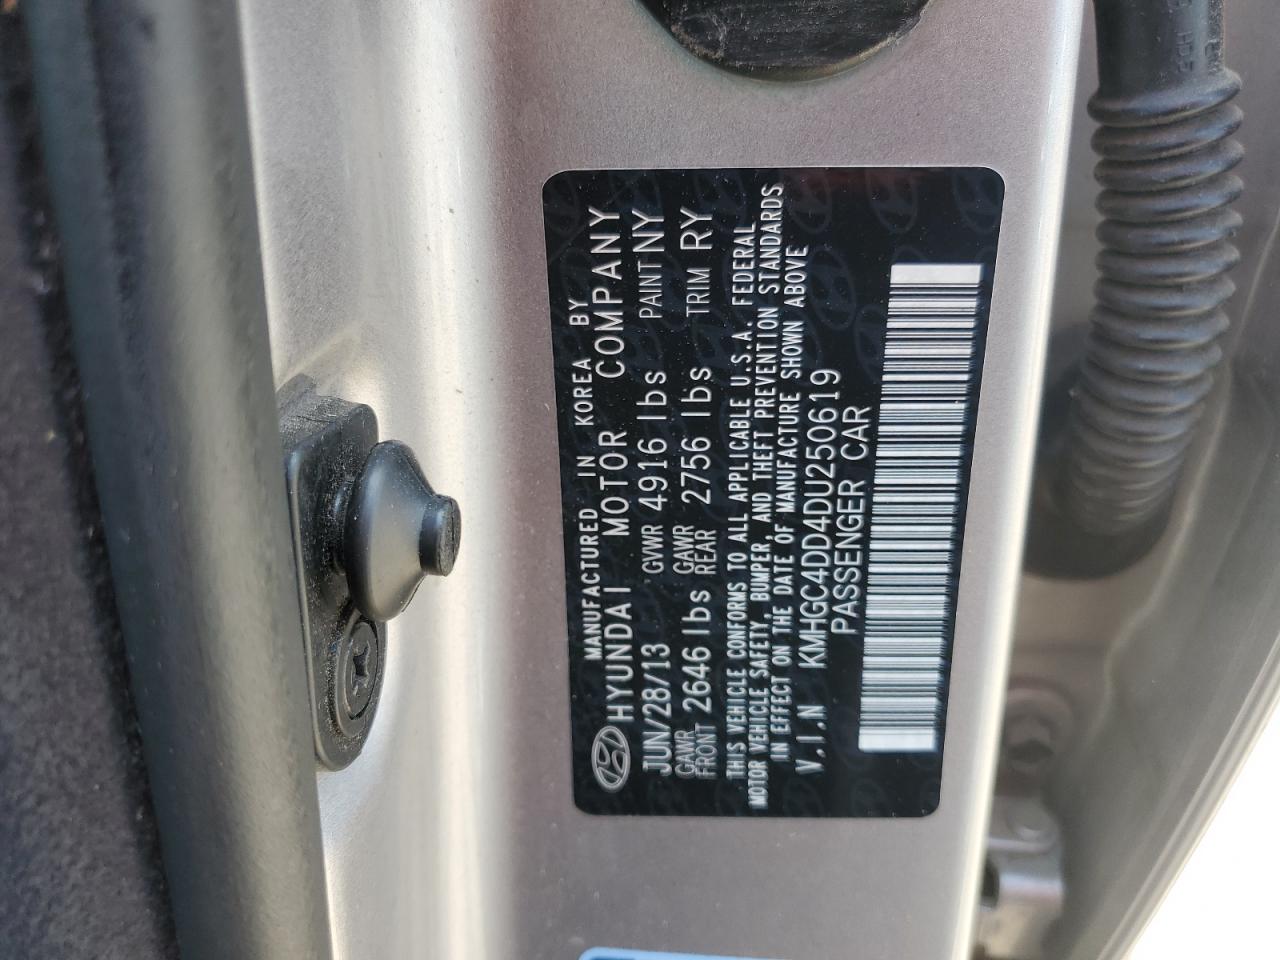 MANUFACTURED IN KOREA BY
HYUNDAI MOTOR COMPANY
JUN/28/13 GVWR 4916 lbs PAINT NY
GAWR FRONT 2646 lbs GAWR REAR 2756 lbs TRIM RY
THIS VEHICLE CONFORMS TO ALL APPLICABLE U.S.A. FEDERAL
MOTOR VEHICLE SAFETY, BUMPER, AND THEFT PREVENTION STANDARDS
IN EFFECT ON THE DATE OF MANUFACTURE SHOWN ABOVE
V.I.N KMHGC4DD4DU250619
PASSENGER CAR